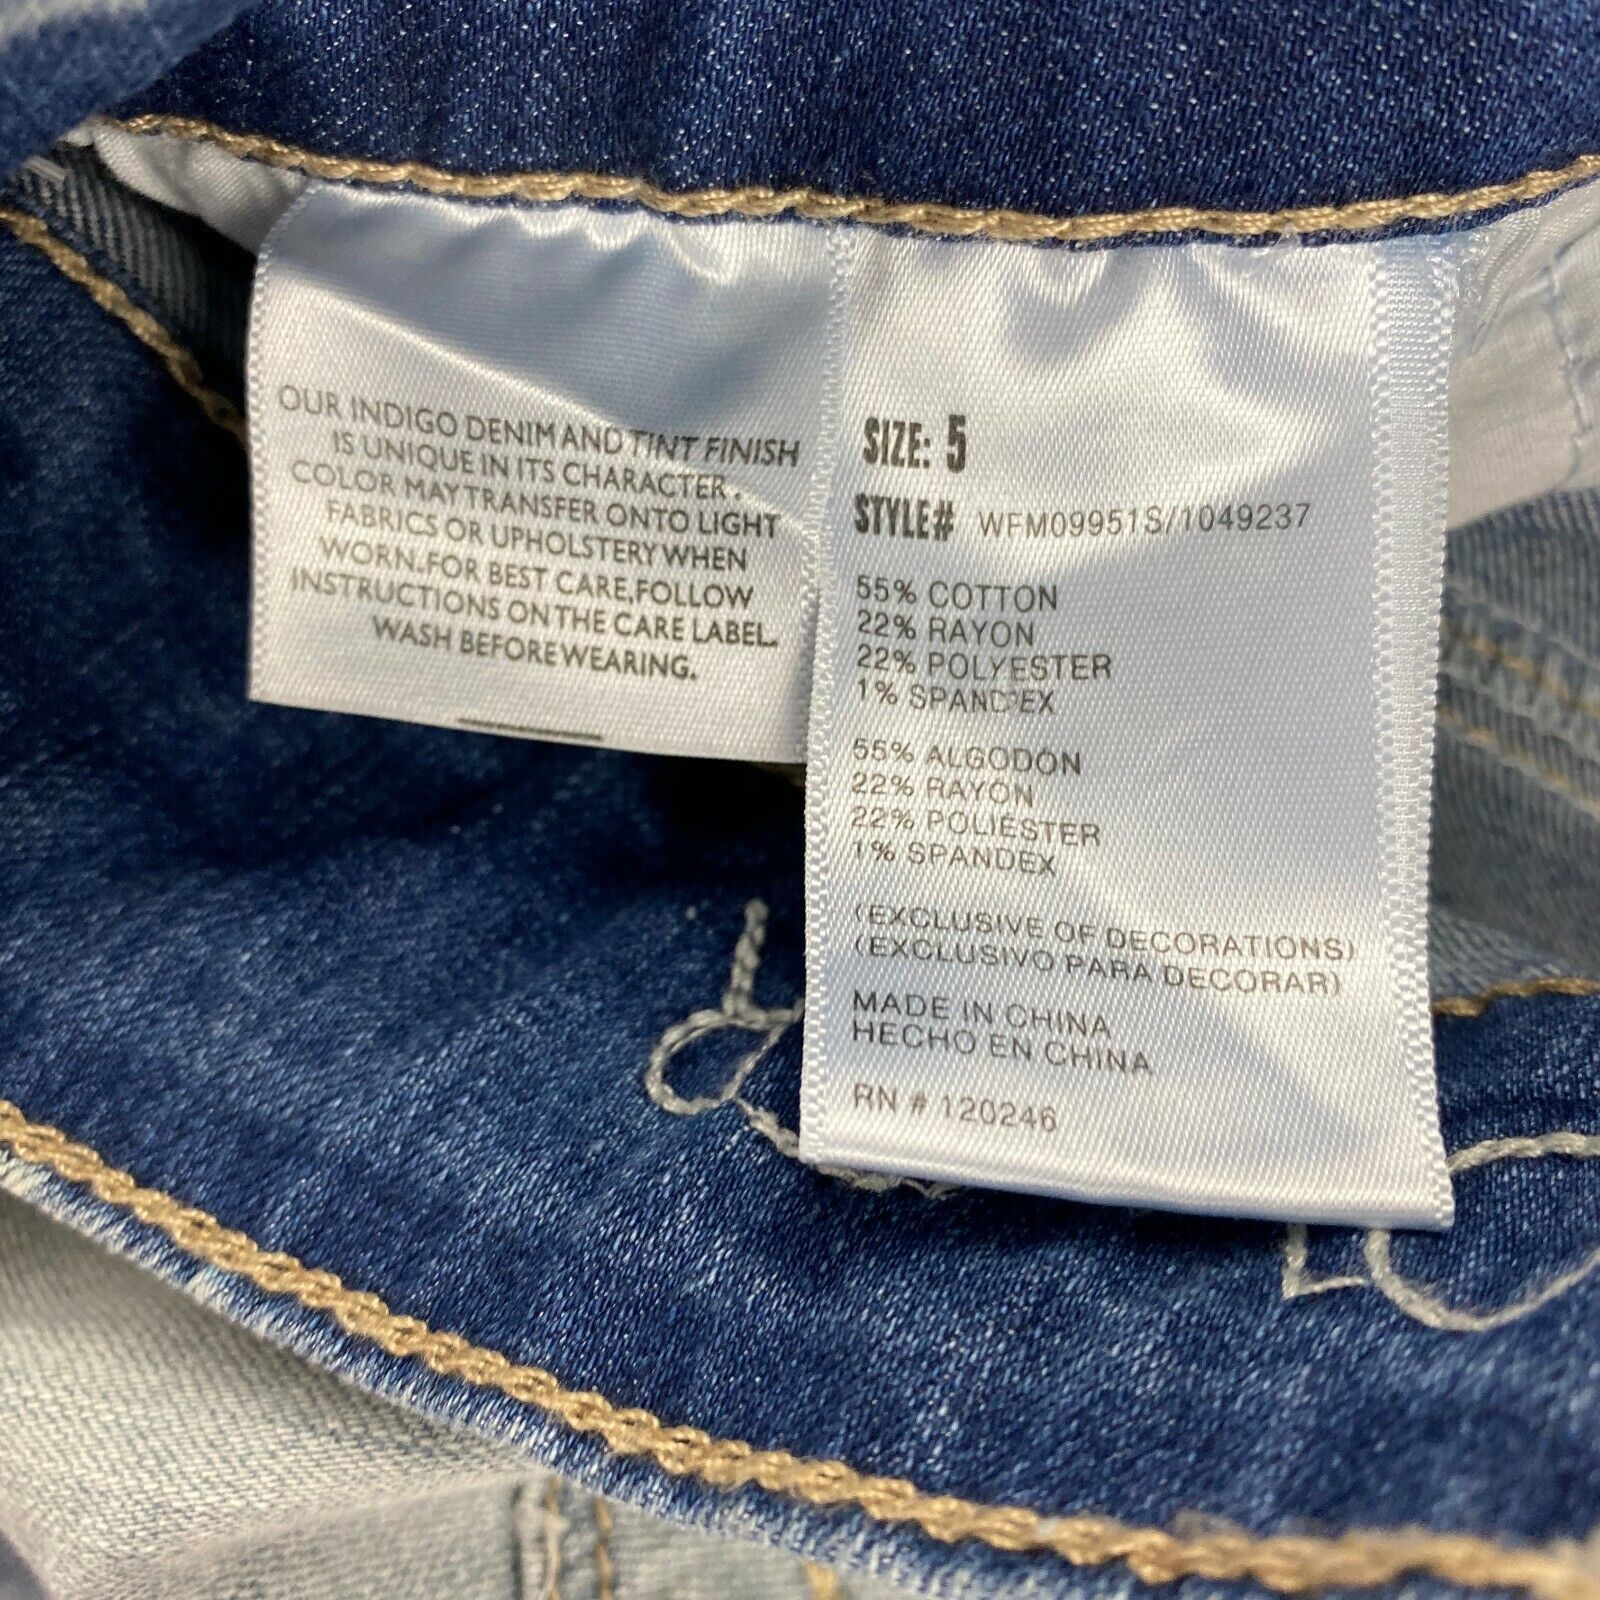 OUR INDIGO DENIM AND TINT FINISH
IS UNIQUE IN ITS CHARACTER.
COLOR MAY TRANSFER ONTO LIGHT
FABRICS OR UPHOLSTERY WHEN
WORN.FOR BEST CARE,FOLLOW
INSTRUCTIONS ON THE CARE LABEL.
WASH BEFORE WEARING.
SIZE: 5
STYLE# WFM09951S/1049237
55% COTTON
22% RAYON
22% POLYESTER
1% SPANDEX
55% ALGODÓN
22% RAYON
22% POLIÉSTER
1% SPANDEX
(EXCLUSIVE OF DECORATIONS)
(EXCLUSIVO PARA DECORAR)
MADE IN CHINA
HECHO EN CHINA
RN # 120246